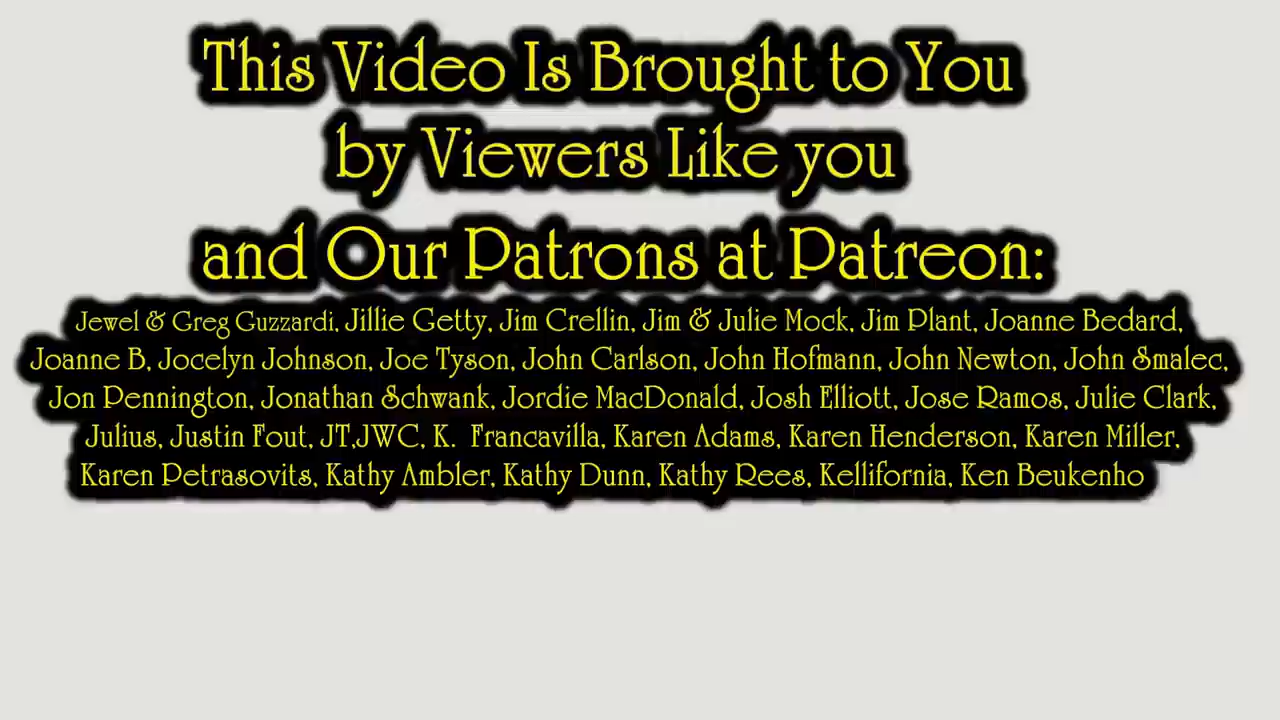 This Video Is Brought to You
by Viewers Like you
and Our Patrons at Patreon:
Jewel & Greg Guzzardi, Jillie Getty, Jim Crellin, Jim & Julie Mock, Jim Plant, Joanne Bedard,
Joanne B, Jocelyn Johnson, Joe Tyson, John Carlson, John Hofmann, John Newton, John Smalec,
Jon Pennington, Jonathan Schwank, Jordie MacDonald, Josh Elliott, Jose Ramos, Julie Clark,
Julius, Justin Fout, JT,JWC, K.  Francavilla, Karen Adams, Karen Henderson, Karen Miller,
Karen Petrasovits, Kathy Ambler, Kathy Dunn, Kathy Rees, Kellifornia, Ken Beukenho